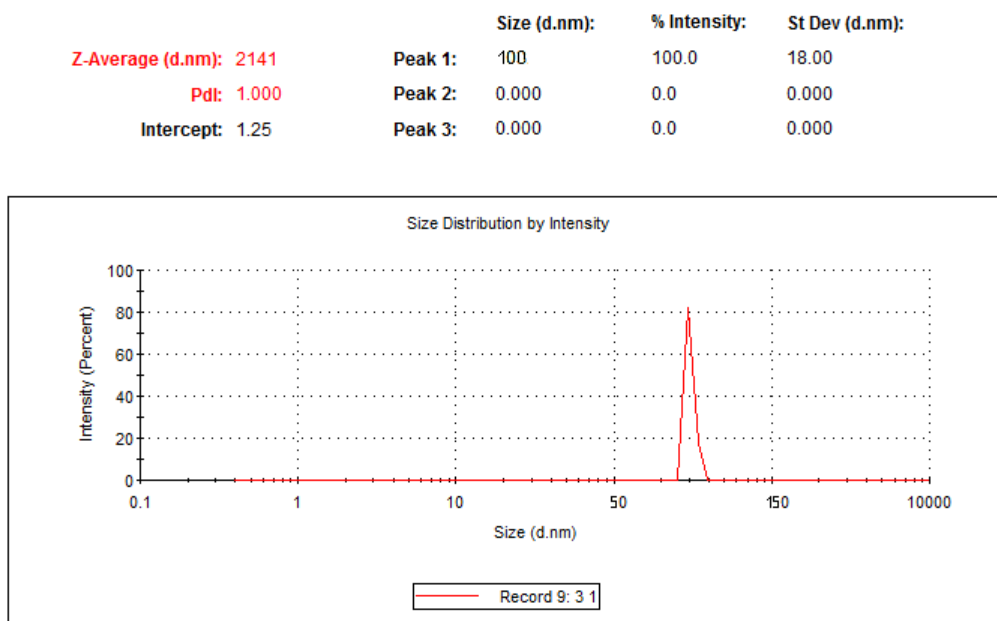 Size (d.nm): % Intensity: St Dev (d.nm):
Z-Average (d.nm): 2141 Peak 1: 100 100.0 18.00
PdI: 1.000 Peak 2: 0.000 0.0 0.000
Intercept: 1.25 Peak 3: 0.000 0.0 0.000
Size Distribution by Intensity
Intensity (Percent)
100
80
60
40
20
0
0.1 1 10 50 150 10000
Size (d.nm)
Record 9: 3 1